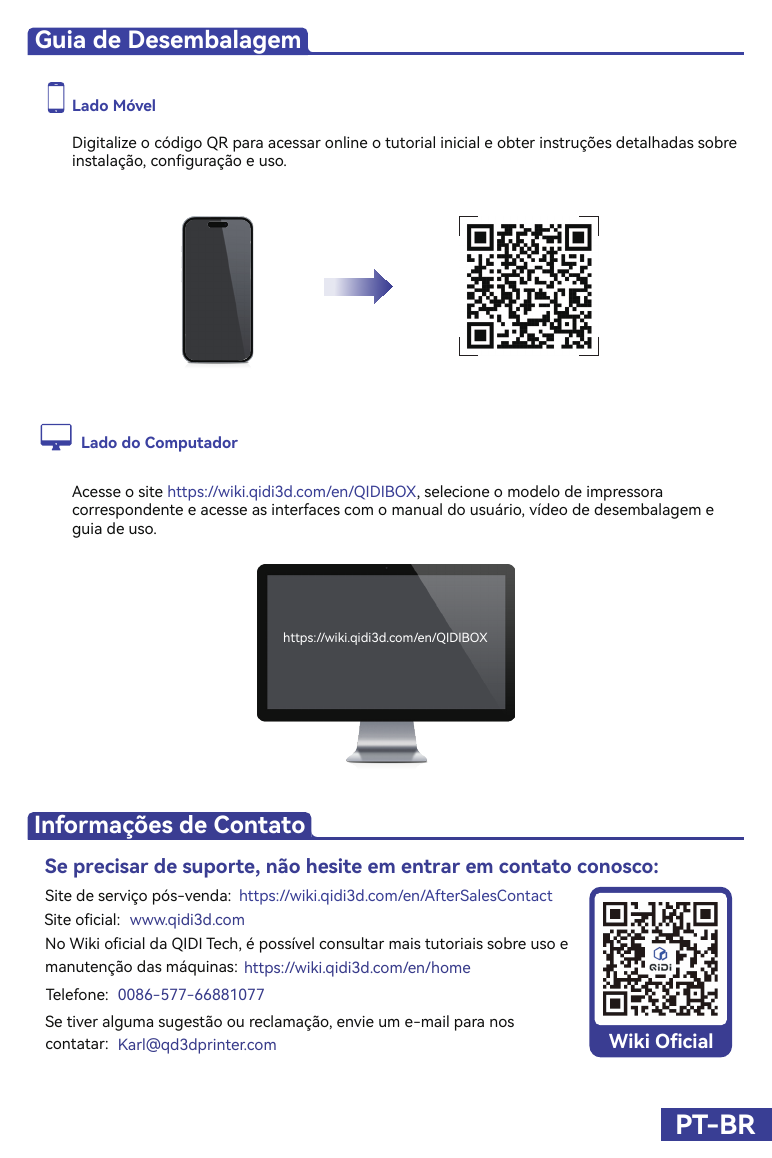 Guia de Desembalagem
Lado Móvel
Digitalize o código QR para acessar online o tutorial inicial e obter instruções detalhadas sobre
instalação, configuração e uso.
Lado do Computador
Acesse o site https://wiki.qidi3d.com/en/QIDIBOX, selecione o modelo de impressora
correspondente e acesse as interfaces com o manual do usuário, vídeo de desembalagem e
guia de uso.
https://wiki.qidi3d.com/en/QIDIBOX
Informações de Contato
Se precisar de suporte, não hesite em entrar em contato conosco:
Site de serviço pós-venda: https://wiki.qidi3d.com/en/AfterSalesContact
Site oficial: www.qidi3d.com
No Wiki oficial da QIDI Tech, é possível consultar mais tutoriais sobre uso e
manutenção das máquinas: https://wiki.qidi3d.com/en/home
Telefone: 0086-577-66881077
Se tiver alguma sugestão ou reclamação, envie um e-mail para nos
contatar: Karl@qd3dprinter.com
QIDI
Wiki Oficial
PT-BR